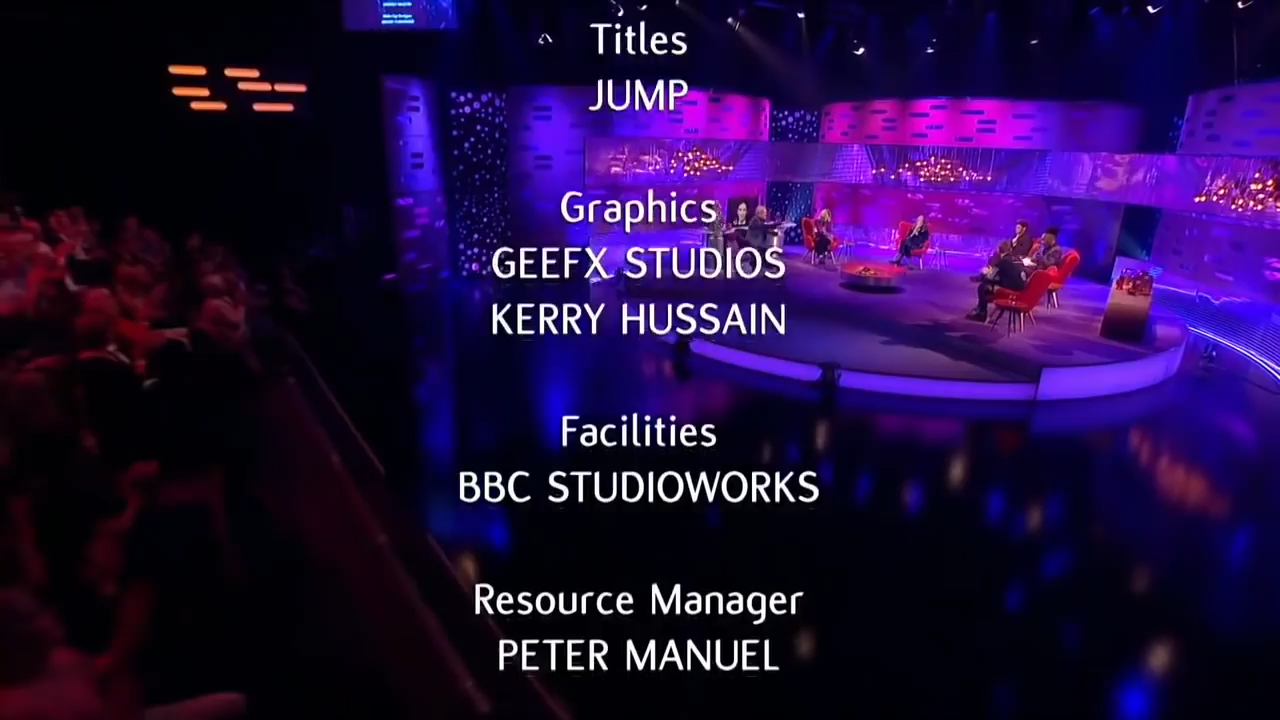 Titles
JUMP
Graphics
GEEFX STUDIOS
KERRY HUSSAIN
Facilities
BBC STUDIOWORKS
Resource Manager
PETER MANUEL